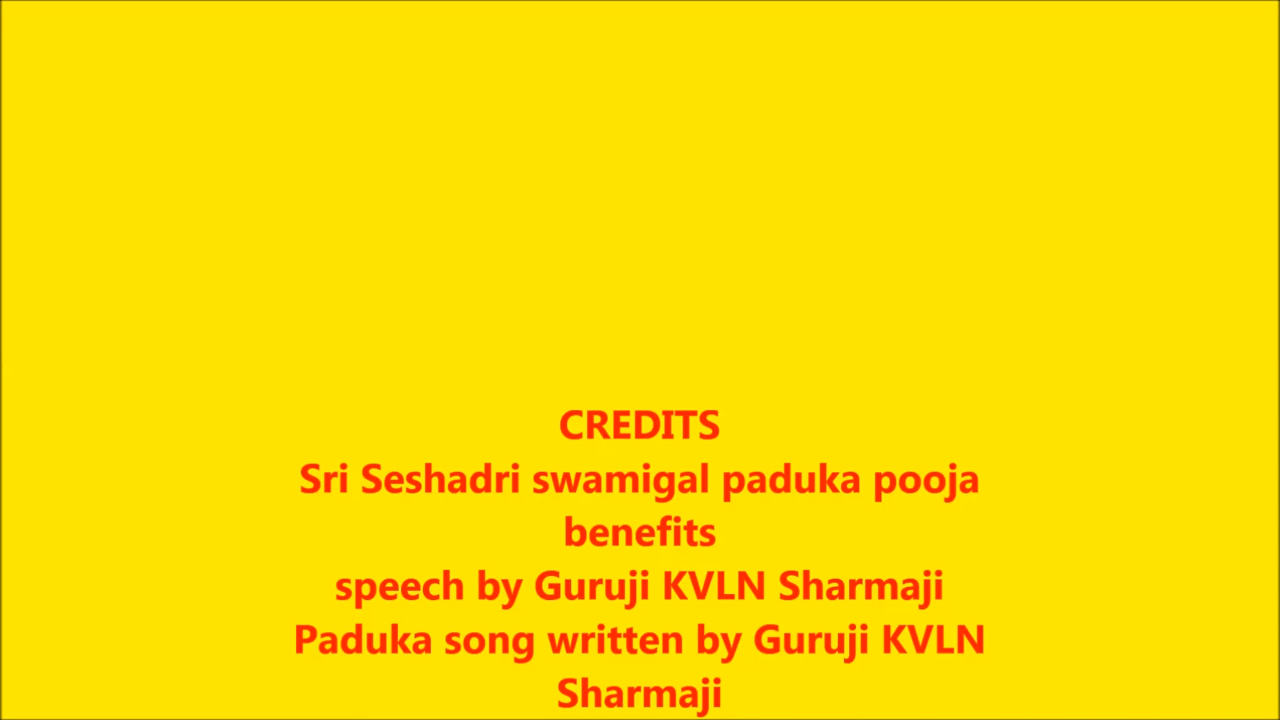 CREDITS
Sri Seshadri swamigal paduka pooja
benefits
speech by Guruji KVLN Sharmaji
Paduka song written by Guruji KVLN
Sharmaji